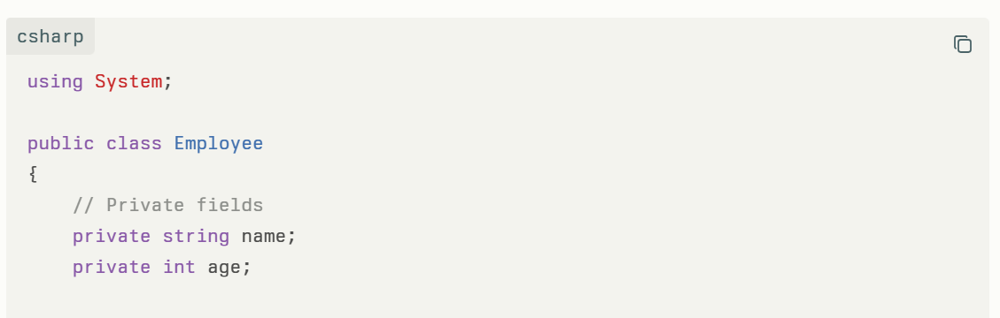 csharp
using System;
public class Employee
{
// Private fields
private string name;
private int age;